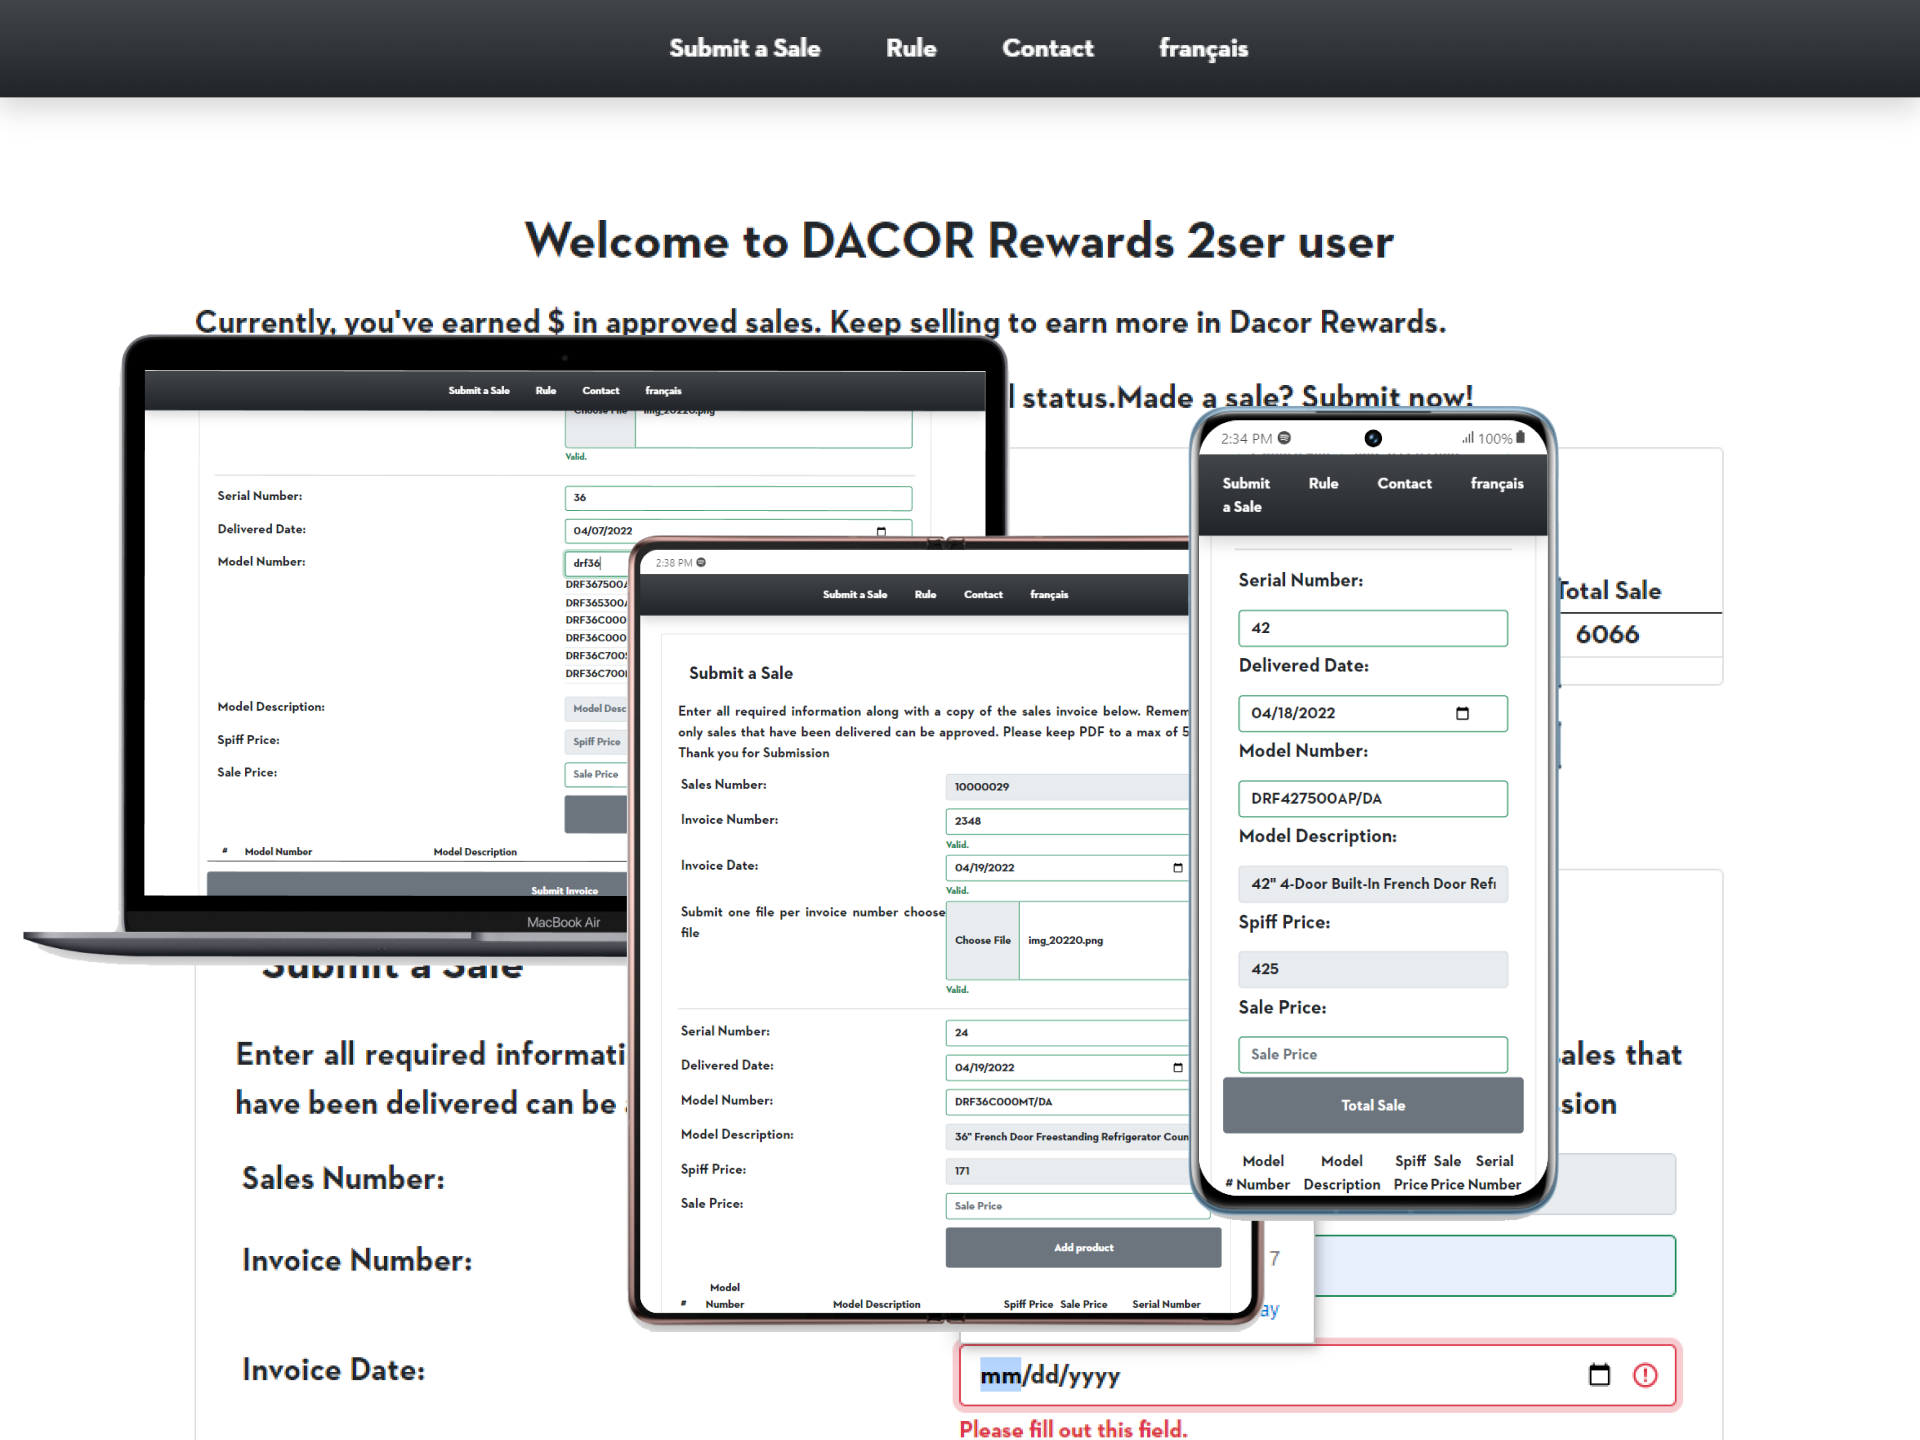 Submit a Sale Rule Contact français
Welcome to DACOR Rewards 2ser user
Currently, you've earned $ in approved sales. Keep selling to earn more in Dacor Rewards.
status.Made a sale? Submit now!
Total Sale
6066
Submit a Sale Rule Contact français
Choose File img_20220.png
Valid.
Serial Number: 36
Delivered Date: 04/07/2022
Model Number: drf36
DRF367500A
DRF365300
DRF36C000
DRF36C000
DRF36C700
DRF36C700
Model Description: Model Desc
Spiff Price: Spiff Price
Sale Price: Sale Price
# Model Number Model Description
Submit Invoice
MacBook Air
2:38 PM
Submit a Sale Rule Contact français
Submit a Sale
Enter all required information along with a copy of the sales invoice below. Remem
only sales that have been delivered can be approved. Please keep PDF to a max of 5
Thank you for Submission
Sales Number: 10000029
Invoice Number: 2348
Valid.
Invoice Date: 04/19/2022
Valid.
Submit one file per invoice number choose
file
Choose File img_20220.png
Valid.
Serial Number: 24
Delivered Date: 04/19/2022
Model Number: DRF36C000MT/DA
Model Description: 36" French Door Freestanding Refrigerator Coun
Spiff Price: 171
Sale Price: Sale Price
Add product
Model
# Number Model Description Spiff Price Sale Price Serial Number
2:34 PM 100%
Submit Rule Contact français
a Sale
Serial Number:
42
Delivered Date:
04/18/2022
Model Number:
DRF427500AP/DA
Model Description:
42" 4-Door Built-In French Door Refr
Spiff Price:
425
Sale Price:
Sale Price
Total Sale
Model Model Spiff Sale Serial
# Number Description Price Price Number
Submit a Sale
Enter all required informati ales that
have been delivered can be sion
Sales Number:
Invoice Number:
7
ay
Invoice Date: mm/dd/yyyy
Please fill out this field.